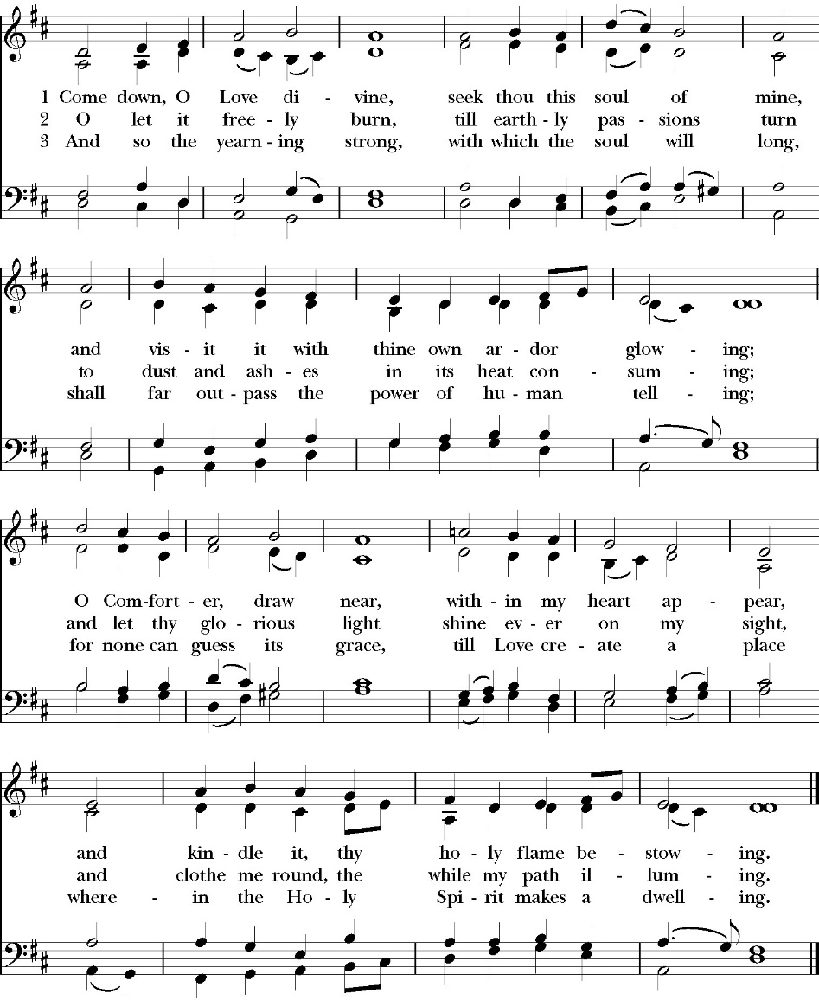 1 Come down, O Love di - vine, seek thou this soul of mine,
2 O let it free - ly burn, till earth - ly pas - sions turn
3 And so the yearn - ing strong, with which the soul will long,
and vis - it it with thine own ar - dor glow - ing;
to dust and ash - es in its heat con - sum - ing;
shall far out - pass the power of hu - man tell - ing;
O Com - fort - er, draw near, with - in my heart ap - pear,
and let thy glo - rious light shine ev - er on my sight,
for none can guess its grace, till Love cre - ate a place
and kin - dle it, thy ho - ly flame be - stow - ing.
and clothe me round, the while my path il - lum - ing.
where - in the Ho - ly Spi - rit makes a dwell - ing.